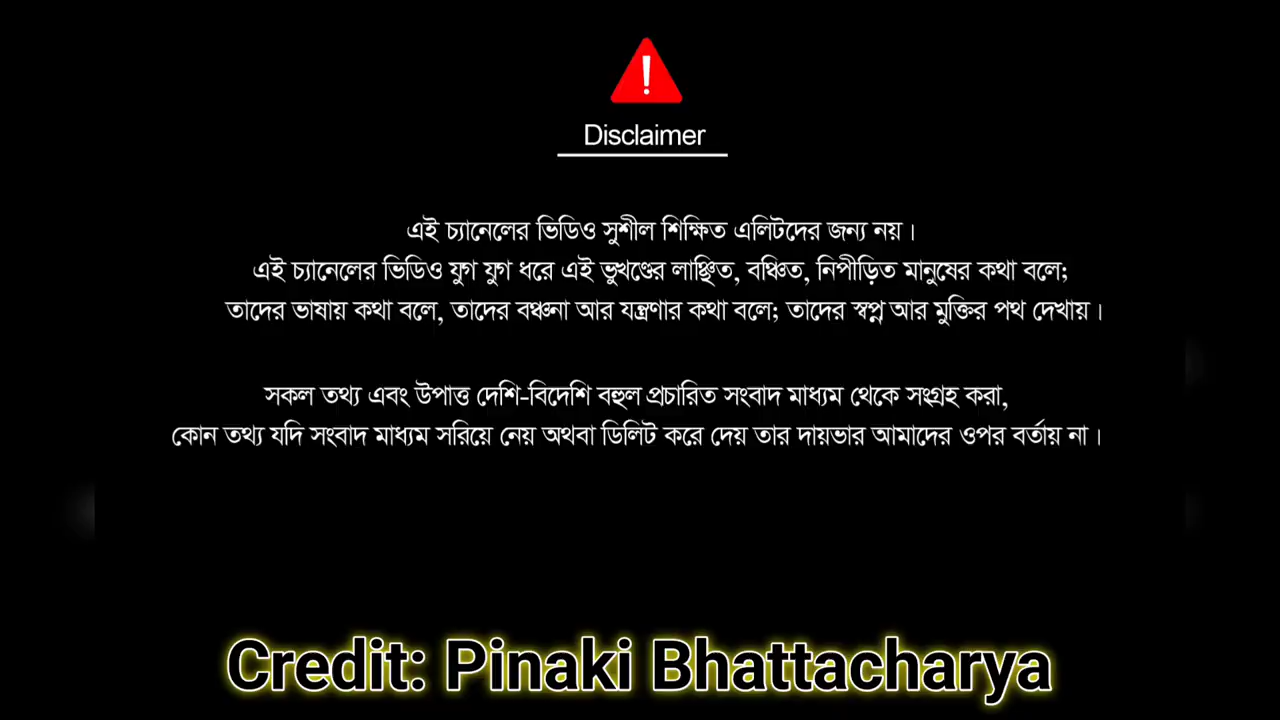 !
Disclaimer
এই চ্যানেলের ভিডিও সুশীল শিক্ষিত এলিটদের জন্য নয়।
এই চ্যানেলের ভিডিও যুগ যুগ ধরে এই ভুখণ্ডের লাঞ্ছিত, বঞ্চিত, নিপীড়িত মানুষের কথা বলে;
তাদের ভাষায় কথা বলে, তাদের বঞ্চনা আর যন্ত্রণার কথা বলে; তাদের স্বপ্ন আর মুক্তির পথ দেখায়।
সকল তথ্য এবং উপাত্ত দেশি-বিদেশি বহুল প্রচারিত সংবাদ মাধ্যম থেকে সংগ্রহ করা,
কোন তথ্য যদি সংবাদ মাধ্যম সরিয়ে নেয় অথবা ডিলিট করে দেয় তার দায়ভার আমাদের ওপর বর্তায় না।
Credit: Pinaki Bhattacharya